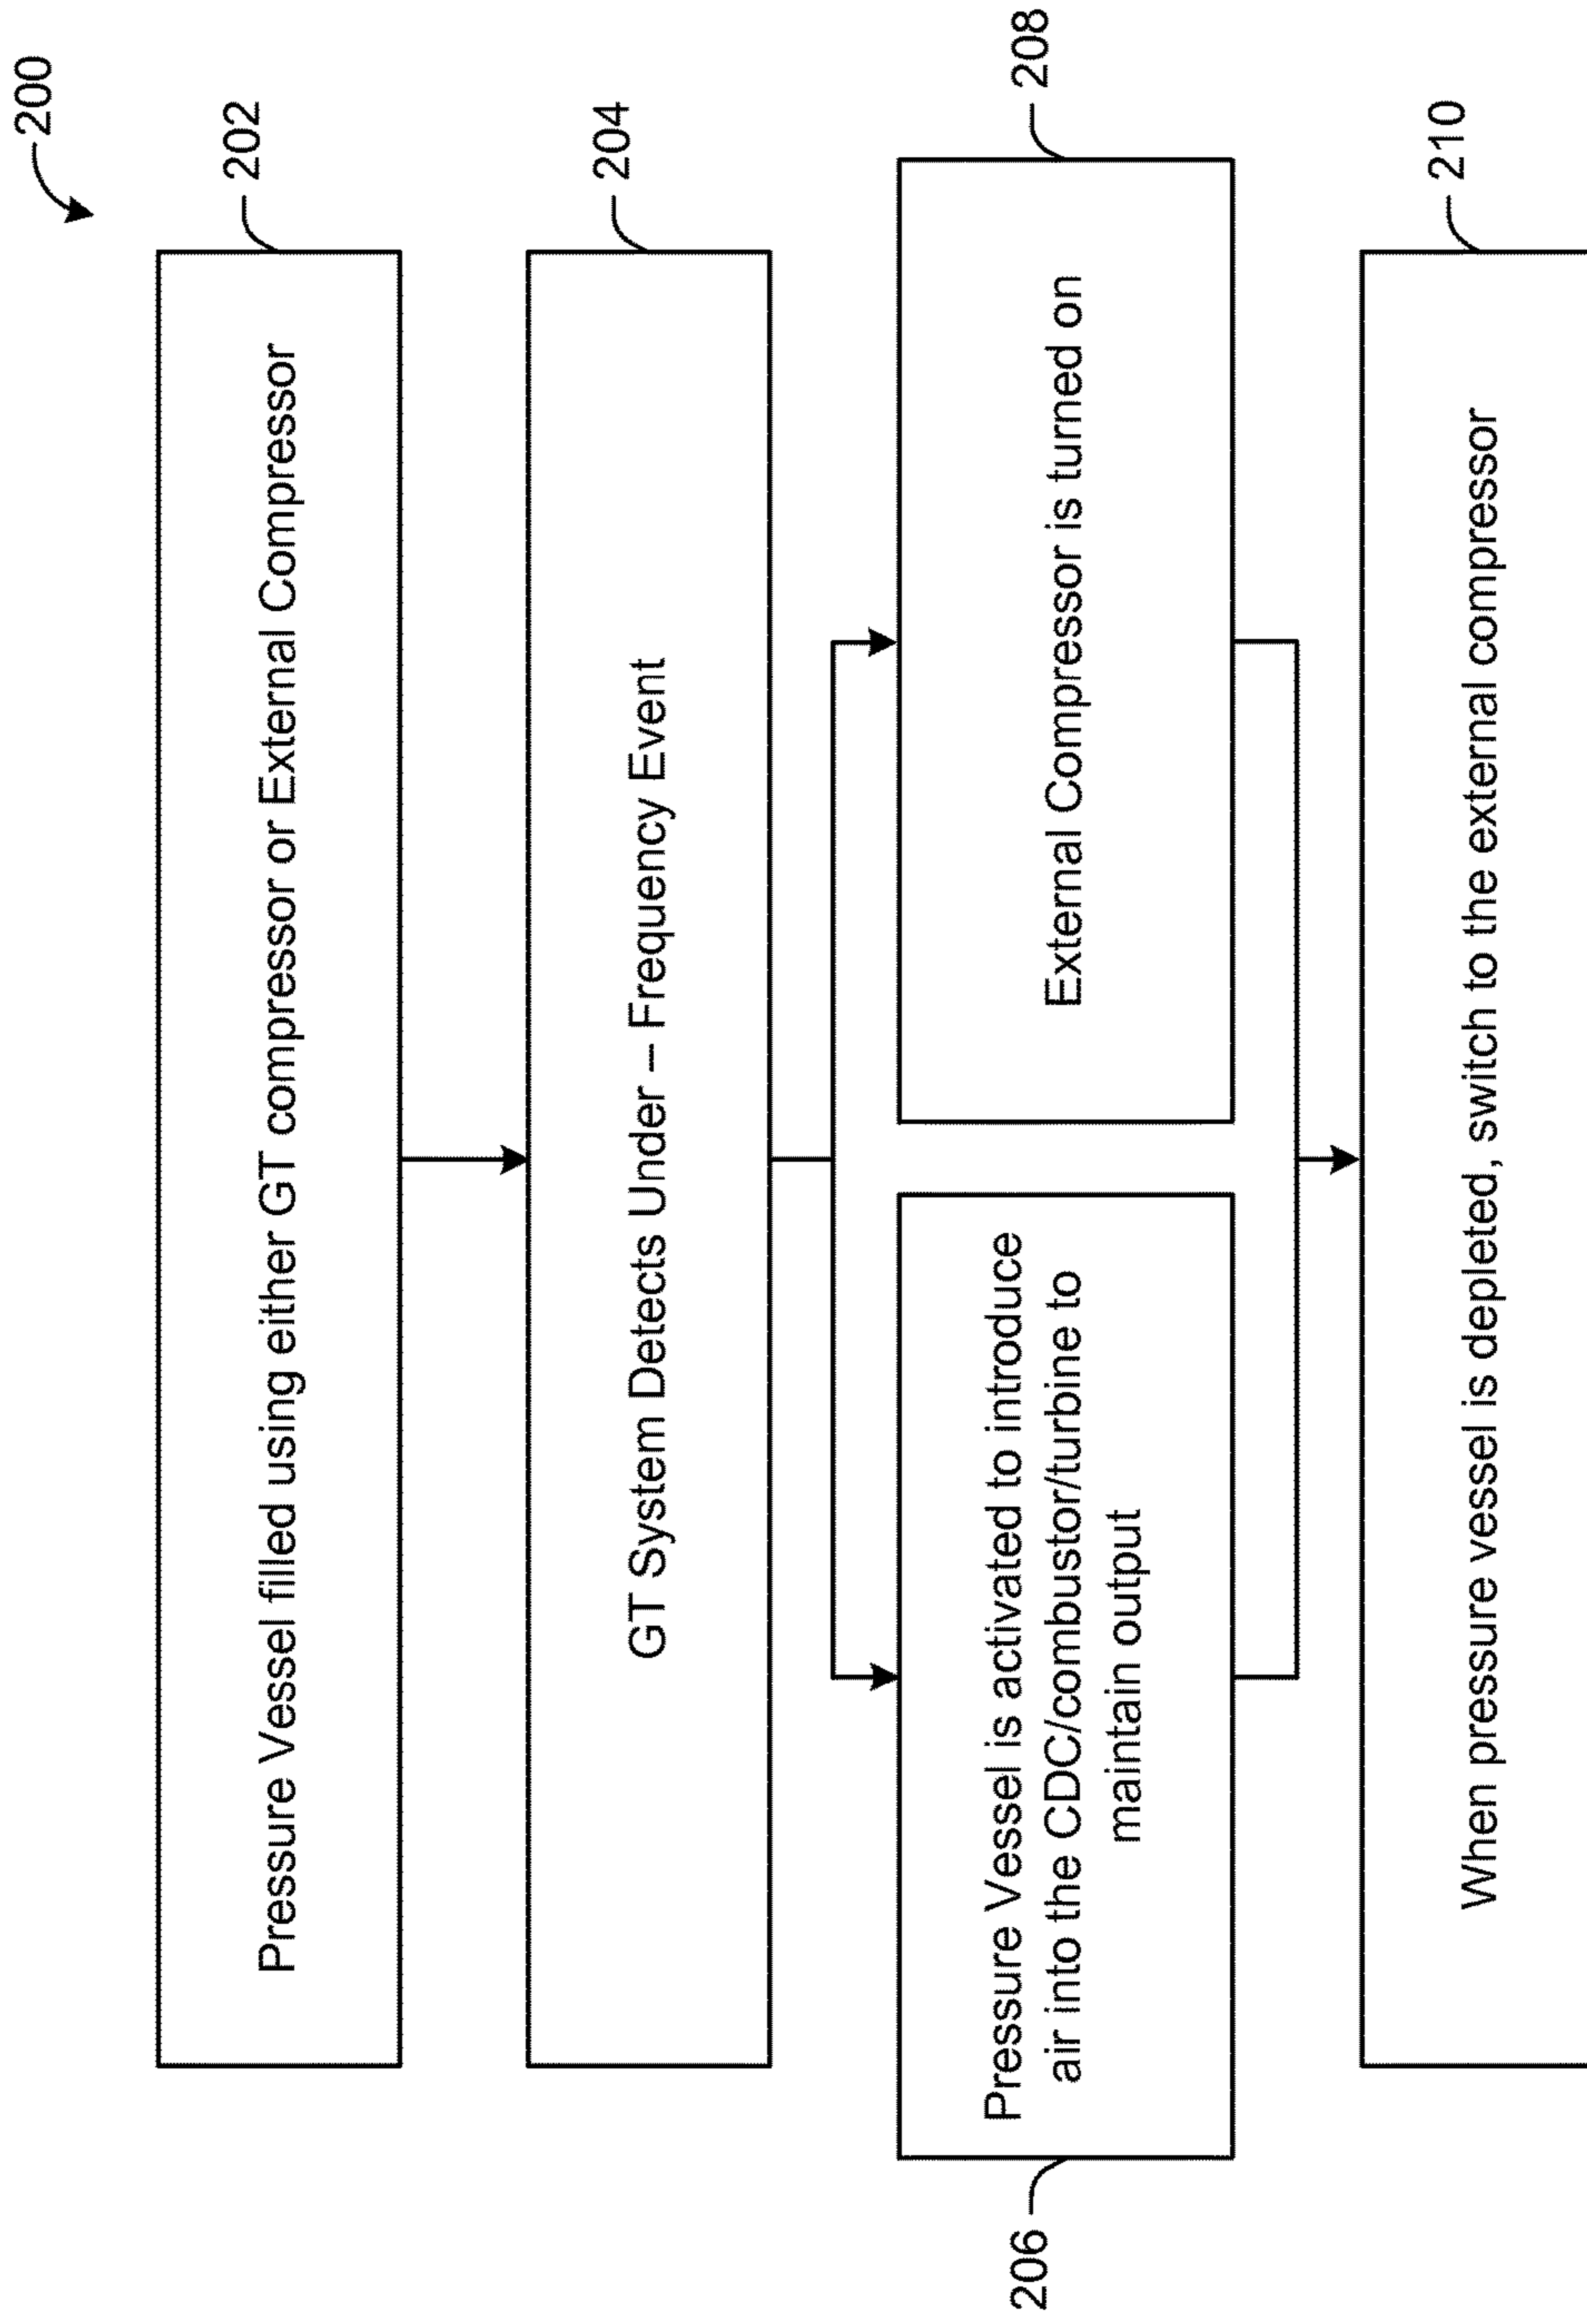 200
202
Pressure Vessel filled using either GT compressor or External Compressor
204
GT System Detects Under – Frequency Event
206
Pressure Vessel is activated to introduce
air into the CDC/combustor/turbine to
maintain output
208
External Compressor is turned on
210
When pressure vessel is depleted, switch to the external compressor